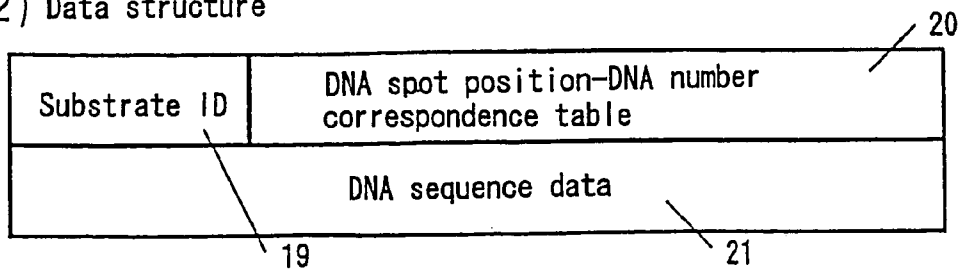 2) Data structure
20
Substrate ID
DNA spot position-DNA number
correspondence table
DNA sequence data
19
21